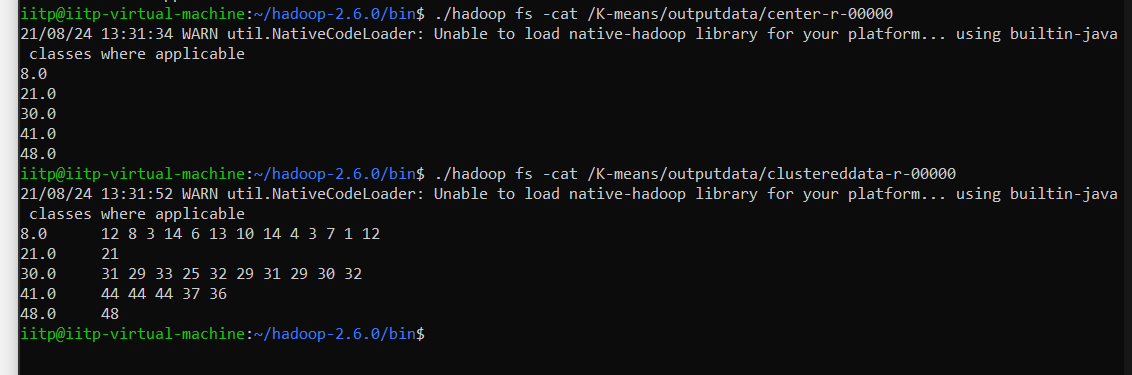 iitp@iitp-virtual-machine:~/hadoop-2.6.0/bin$ ./hadoop fs -cat /K-means/outputdata/center-r-00000
21/08/24 13:31:34 WARN util.NativeCodeLoader: Unable to load native-hadoop library for your platform... using builtin-java
 classes where applicable
8.0
21.0
30.0
41.0
48.0
iitp@iitp-virtual-machine:~/hadoop-2.6.0/bin$ ./hadoop fs -cat /K-means/outputdata/clustereddata-r-00000
21/08/24 13:31:52 WARN util.NativeCodeLoader: Unable to load native-hadoop library for your platform... using builtin-java
 classes where applicable
8.0      12 8 3 14 6 13 10 14 4 3 7 1 12
21.0     21
30.0     31 29 33 25 32 29 31 29 30 32
41.0     44 44 44 37 36
48.0     48
iitp@iitp-virtual-machine:~/hadoop-2.6.0/bin$